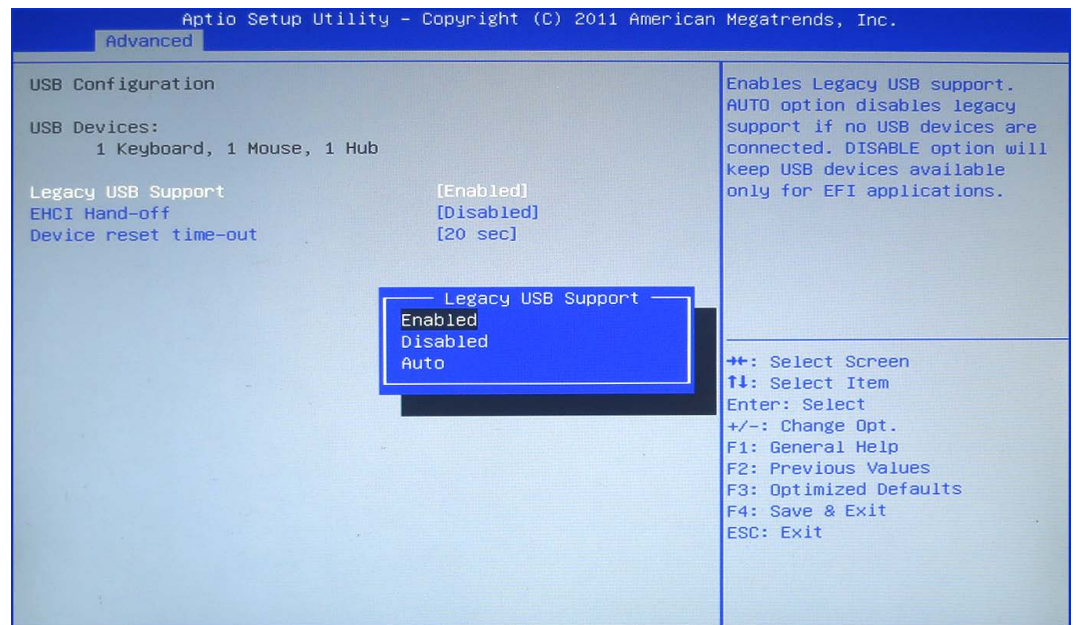 Aptio Setup Utility – Copyright (C) 2011 American Megatrends, Inc.
Advanced
USB Configuration
USB Devices:
1 Keyboard, 1 Mouse, 1 Hub
Legacy USB Support [Enabled]
EHCI Hand-off [Disabled]
Device reset time-out [20 sec]
Legacy USB Support
Enabled
Disabled
Auto
Enables Legacy USB support.
AUTO option disables legacy
support if no USB devices are
connected. DISABLE option will
keep USB devices available
only for EFI applications.
→←: Select Screen
↑↓: Select Item
Enter: Select
+/-: Change Opt.
F1: General Help
F2: Previous Values
F3: Optimized Defaults
F4: Save & Exit
ESC: Exit